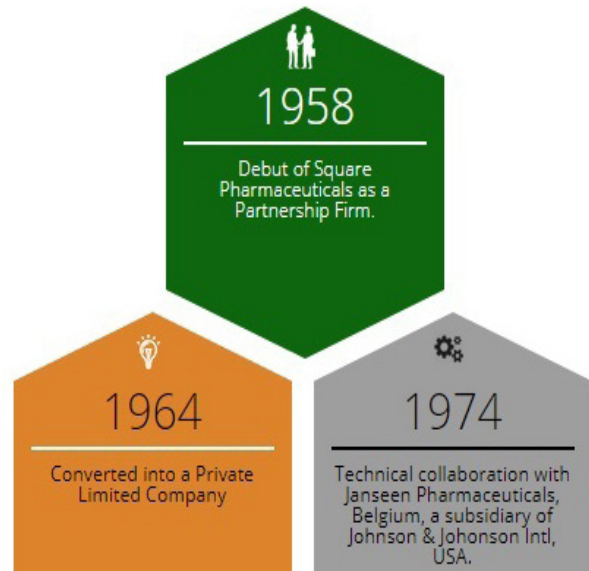 1958
Debut of Square
Pharmaceuticals as a
Partnership Firm.
1964
Converted into a Private
Limited Company
1974
Technical collaboration with
Janseen Pharmaceuticals,
Belgium, a subsidiary of
Johnson & Johonson Intl,
USA.